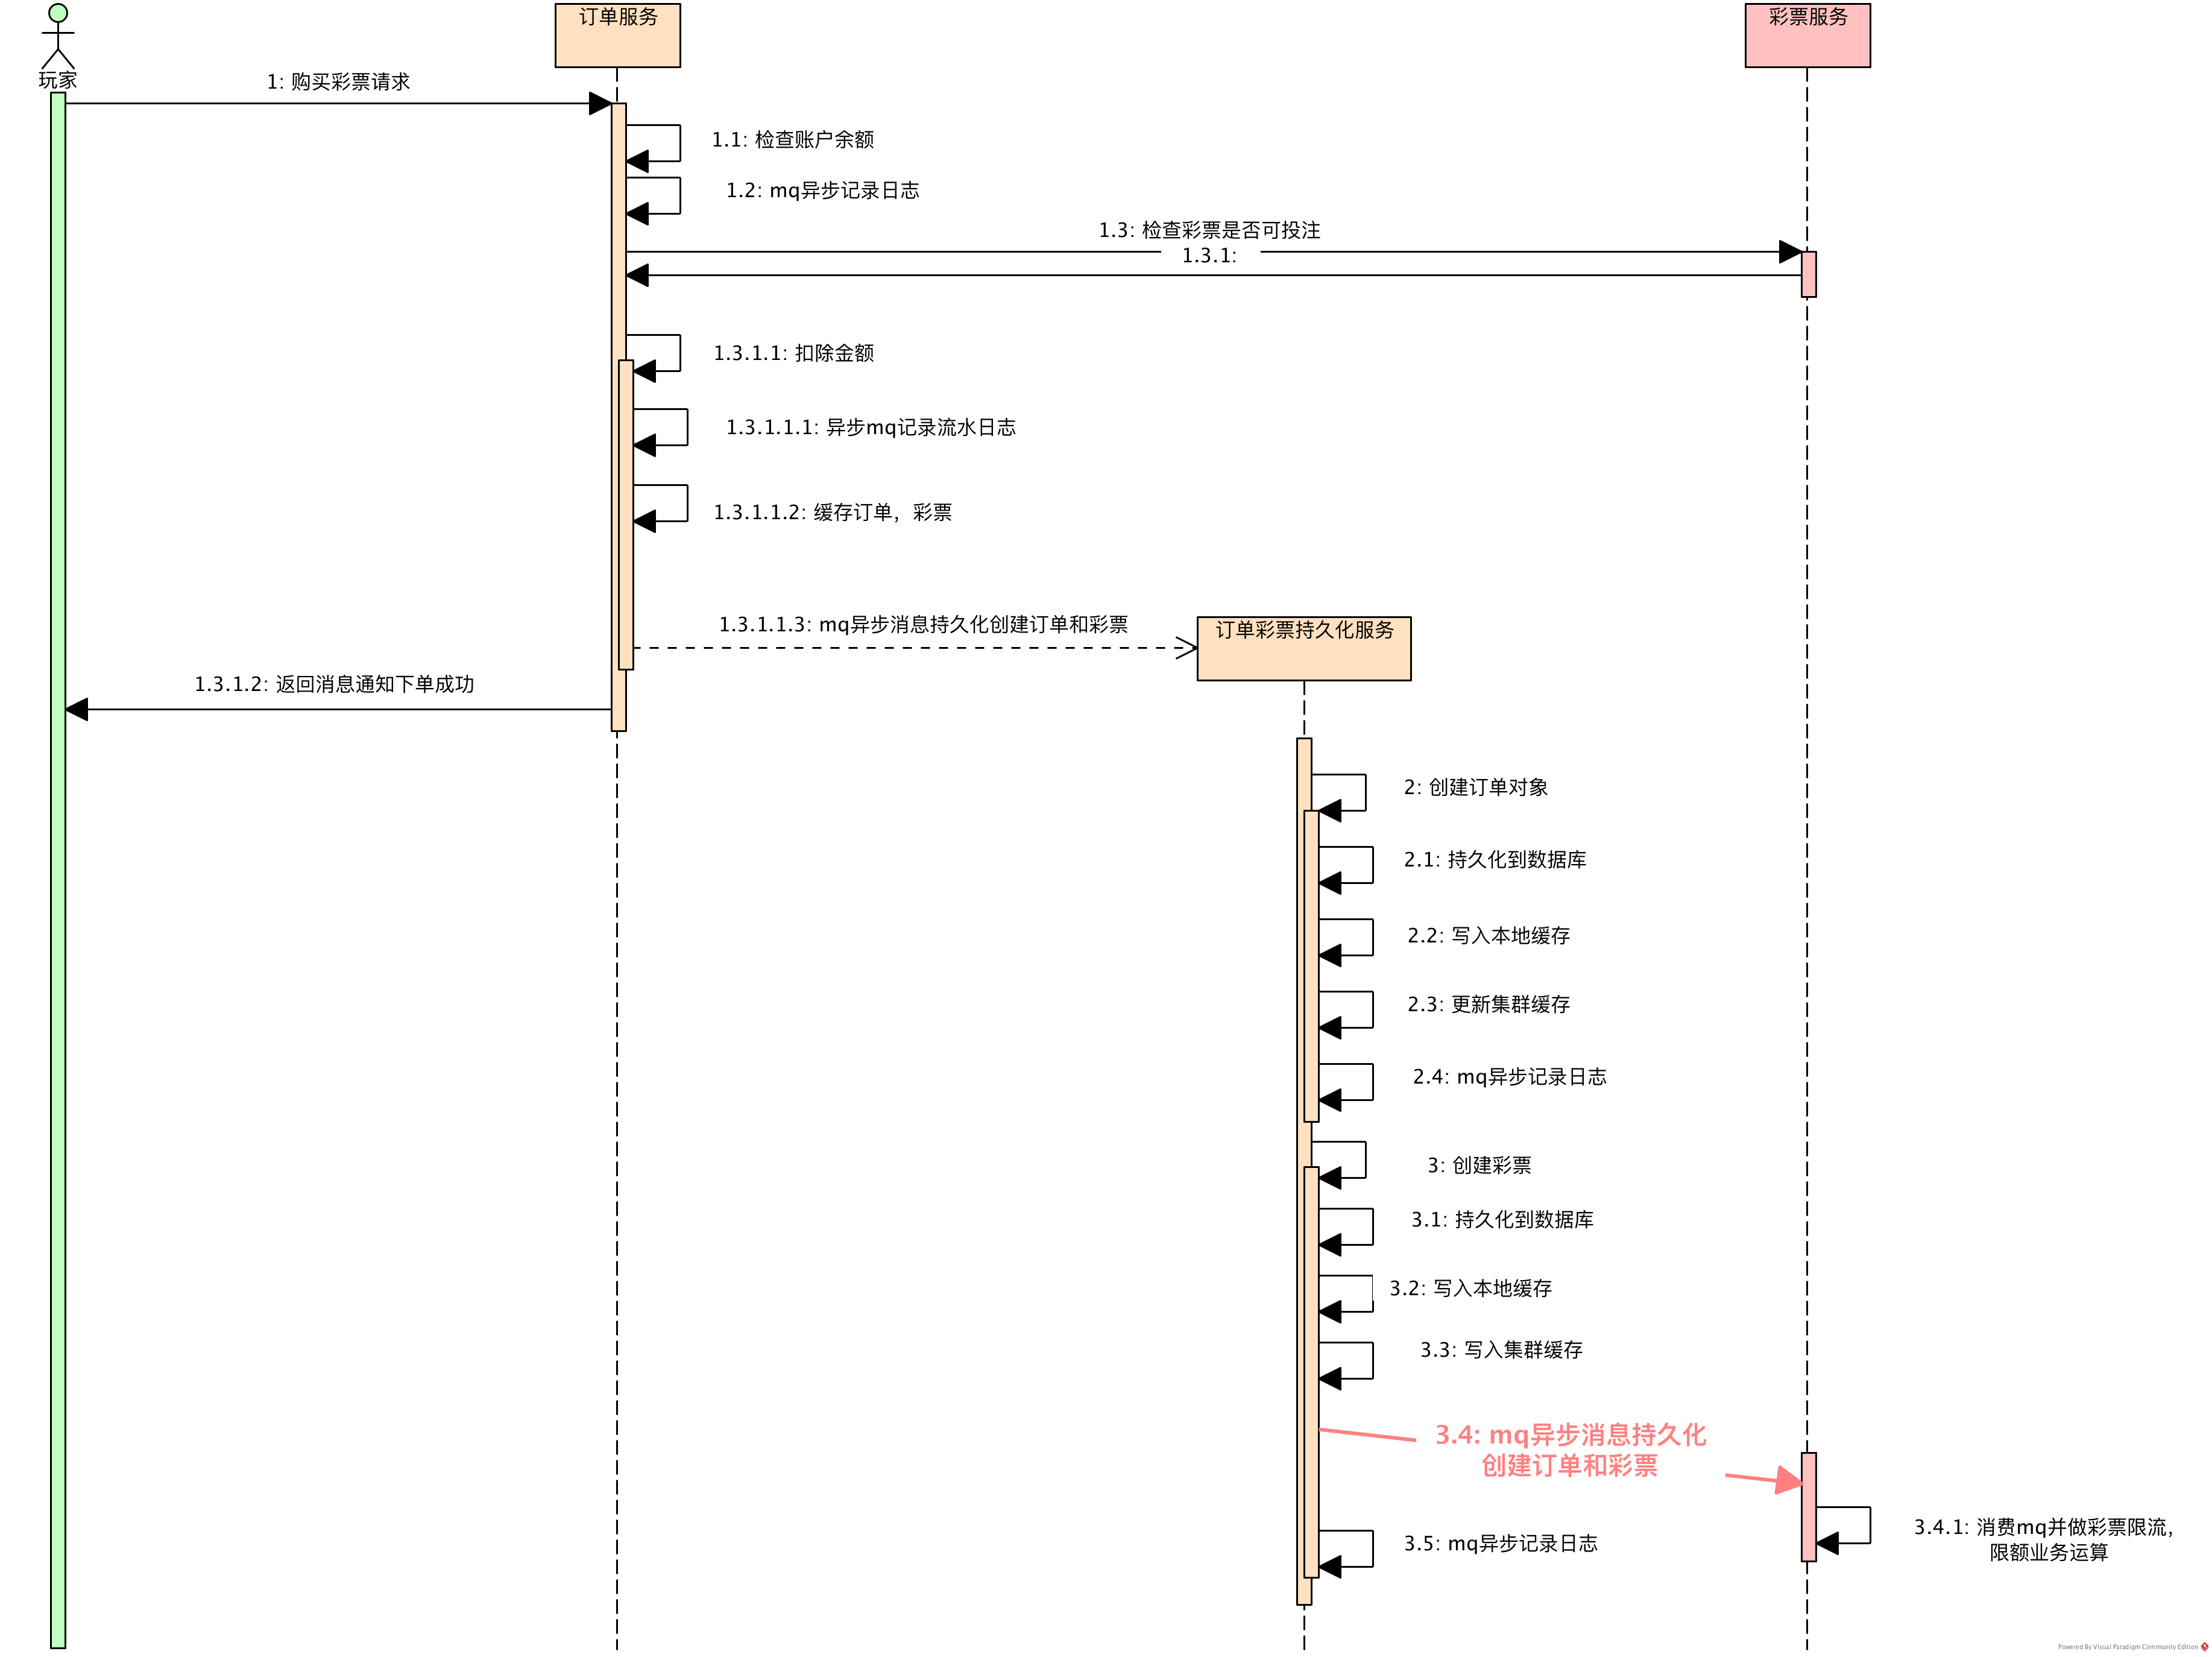 订单服务
彩票服务
玩家
1: 购买彩票请求
1.1: 检查账户余额
1.2: mq异步记录日志
1.3: 检查彩票是否可投注
1.3.1:
1.3.1.1: 扣除金额
1.3.1.1.1: 异步mq记录流水日志
1.3.1.1.2: 缓存订单，彩票
1.3.1.1.3: mq异步消息持久化创建订单和彩票
订单彩票持久化服务
1.3.1.2: 返回消息通知下单成功
2: 创建订单对象
2.1: 持久化到数据库
2.2: 写入本地缓存
2.3: 更新集群缓存
2.4: mq异步记录日志
3: 创建彩票
3.1: 持久化到数据库
3.2: 写入本地缓存
3.3: 写入集群缓存
3.4: mq异步消息持久化
创建订单和彩票
3.4.1: 消费mq并做彩票限流，
限额业务运算
3.5: mq异步记录日志
Powered By Visual Paradigm Community Edition